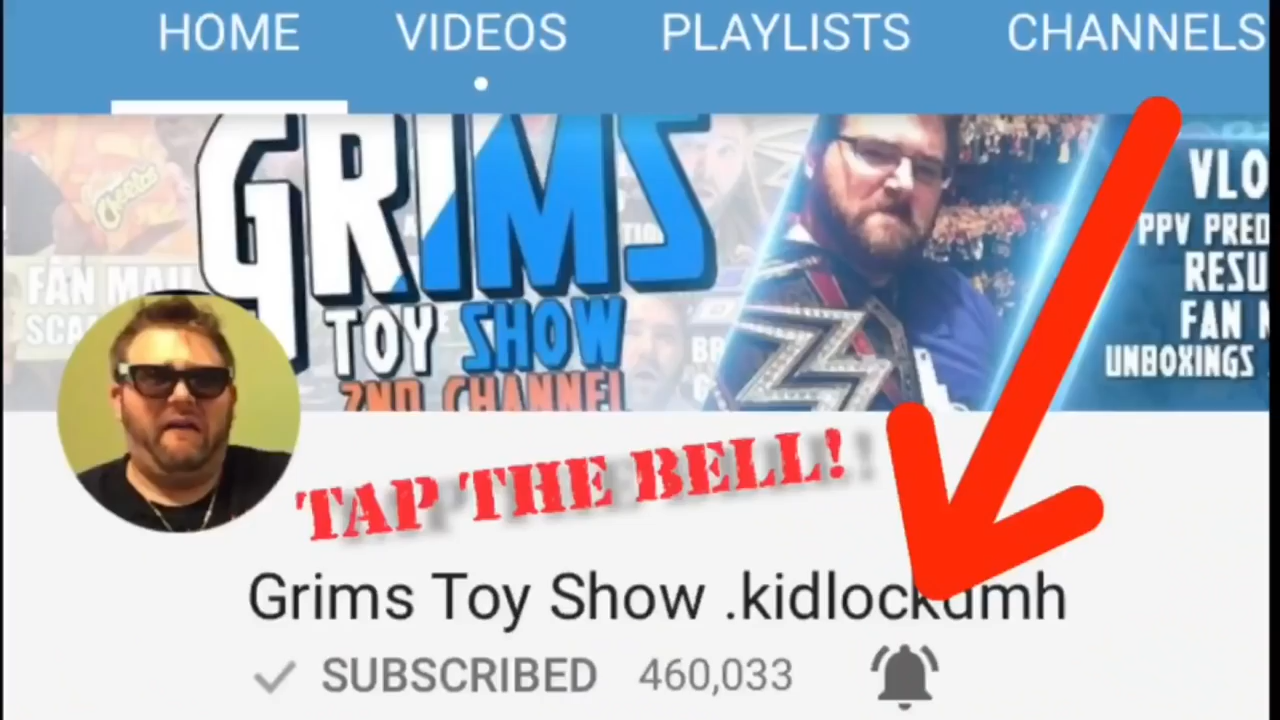 HOME VIDEOS PLAYLISTS CHANNELS
Cheetos
GRIMS
TOY SHOW
2ND CHANNEL
FAN MAIL
VLO
PPV PRED
RESU
FAN
UNBOXINGS
TAP THE BELL!
Grims Toy Show .kidlockdmh
SUBSCRIBED 460,033